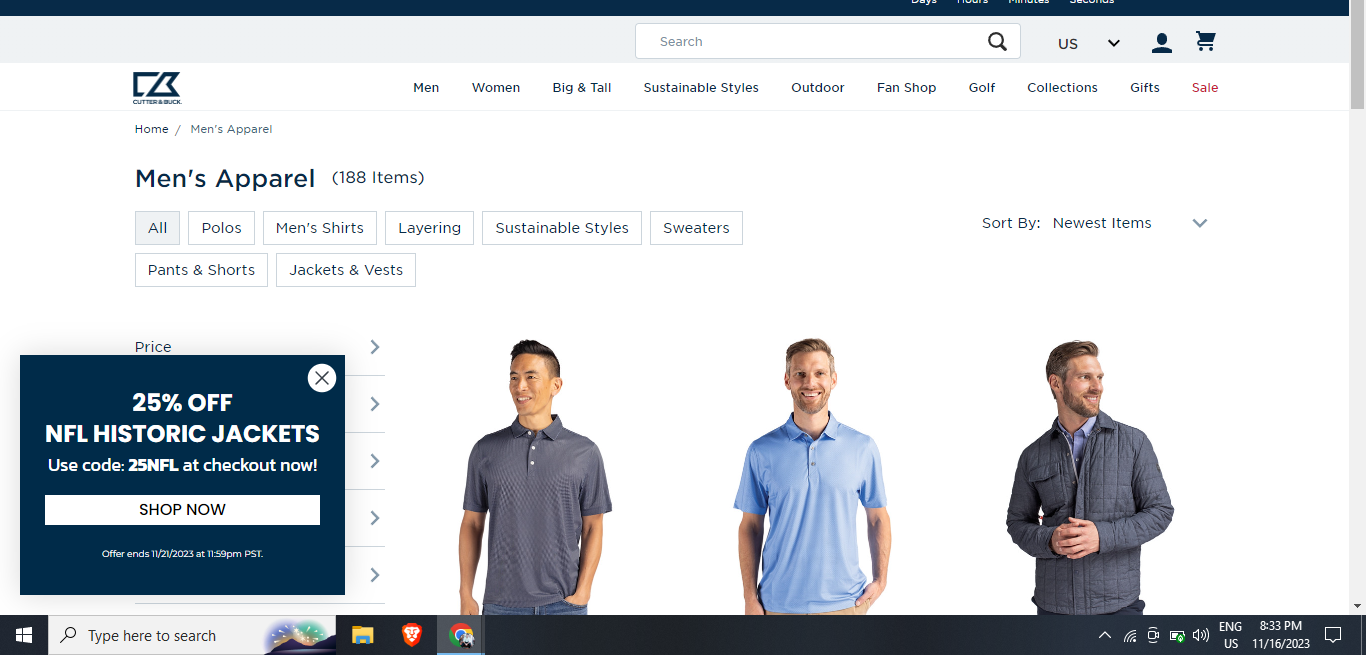 Days Hours Minutes Seconds
Search
US
CUTTER & BUCK
Men Women Big & Tall Sustainable Styles Outdoor Fan Shop Golf Collections Gifts Sale
Home / Men's Apparel
Men's Apparel (188 Items)
All Polos Men's Shirts Layering Sustainable Styles Sweaters
Sort By: Newest Items
Pants & Shorts Jackets & Vests
Price
25% OFF
NFL HISTORIC JACKETS
Use code: 25NFL at checkout now!
SHOP NOW
Offer ends 11/21/2023 at 11:59pm PST.
Type here to search
ENG
US
8:33 PM
11/16/2023